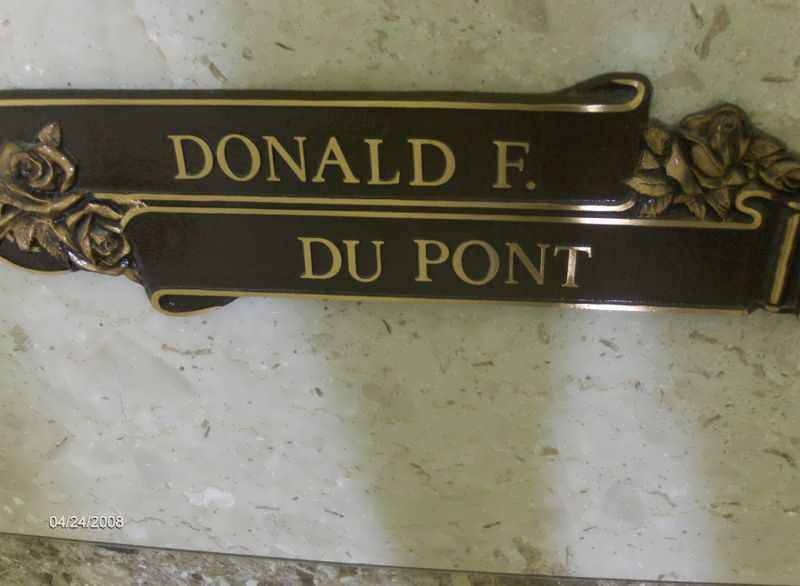 DONALD F.
DU PONT
04/24/2008